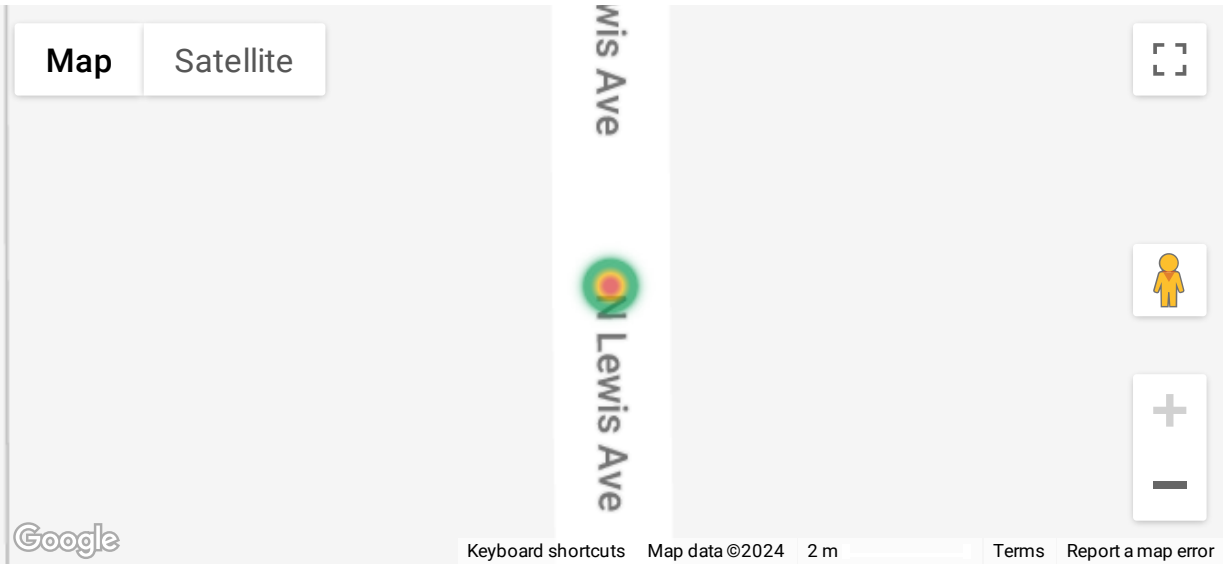 Map
Satellite
wis Ave
N Lewis Ave
Google
Keyboard shortcuts
Map data ©2024
2 m
Terms
Report a map error